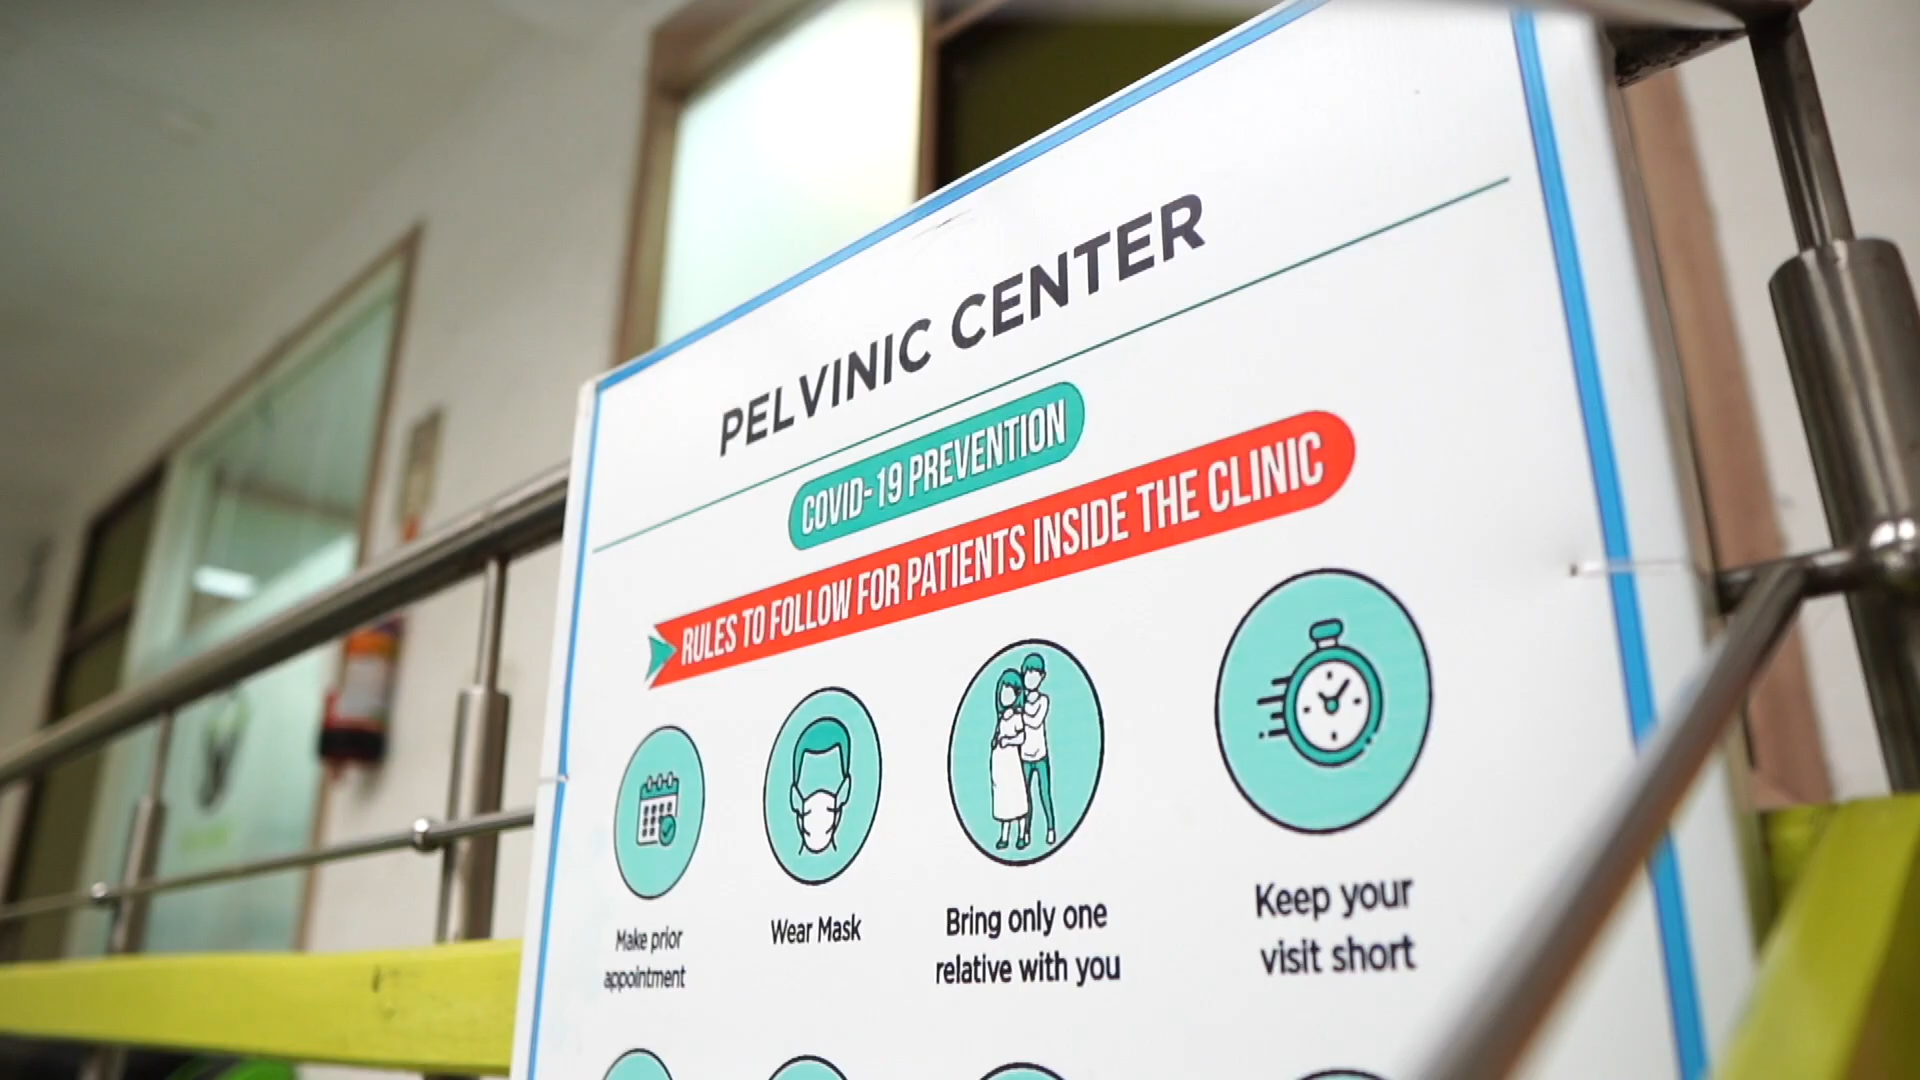 PELVINIC CENTER
COVID-19 PREVENTION
RULES TO FOLLOW FOR PATIENTS INSIDE THE CLINIC
Make prior
appointment
Wear Mask
Bring only one
relative with you
Keep your
visit short